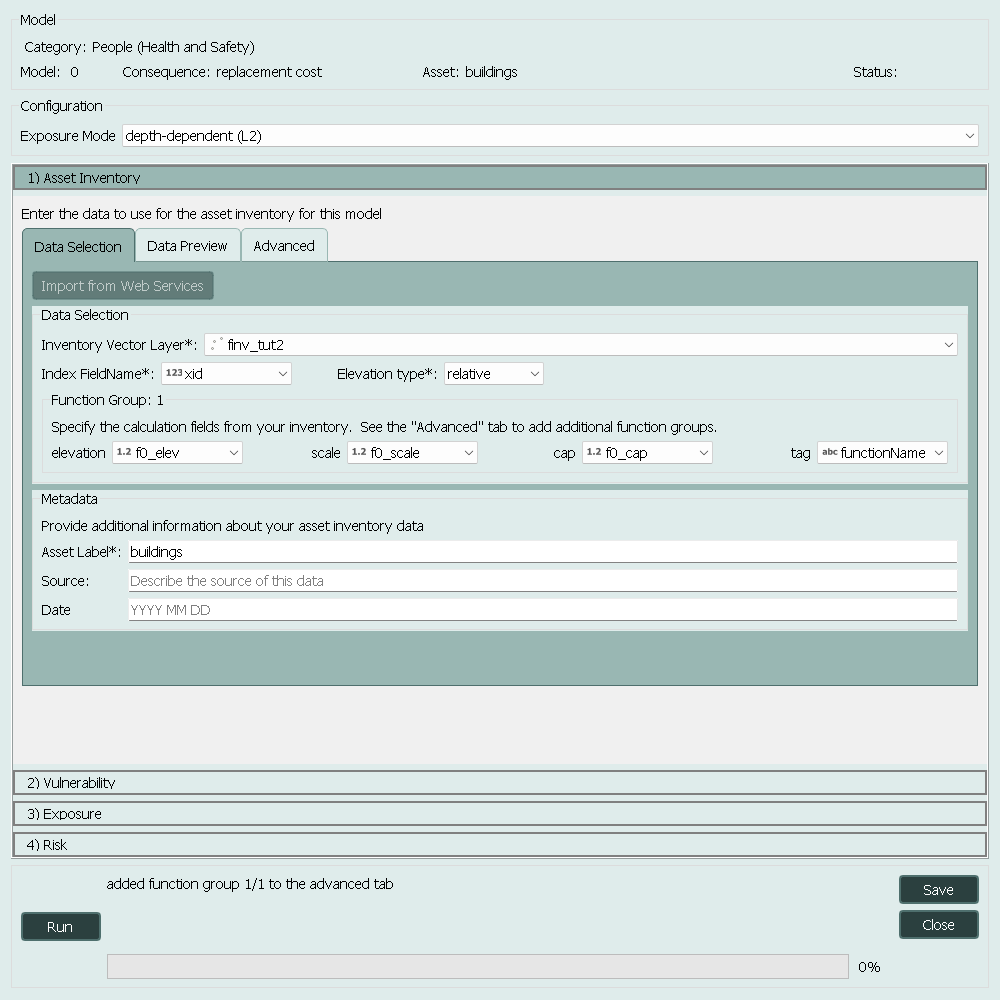 Model
Category: People (Health and Safety)
Model: 0 Consequence: replacement cost Asset: buildings Status:
Configuration
Exposure Mode depth-dependent (L2)
1) Asset Inventory
Enter the data to use for the asset inventory for this model
Data Selection Data Preview Advanced
Import from Web Services
Data Selection
Inventory Vector Layer*: finv_tut2
Index FieldName*: 123 xid Elevation type*: relative
Function Group: 1
Specify the calculation fields from your inventory. See the "Advanced" tab to add additional function groups.
elevation 1.2 f0_elev scale 1.2 f0_scale cap 1.2 f0_cap tag abc functionName
Metadata
Provide additional information about your asset inventory data
Asset Label*: buildings
Source: Describe the source of this data
Date YYYY MM DD
2) Vulnerability
3) Exposure
4) Risk
added function group 1/1 to the advanced tab
Save
Run
Close
0%